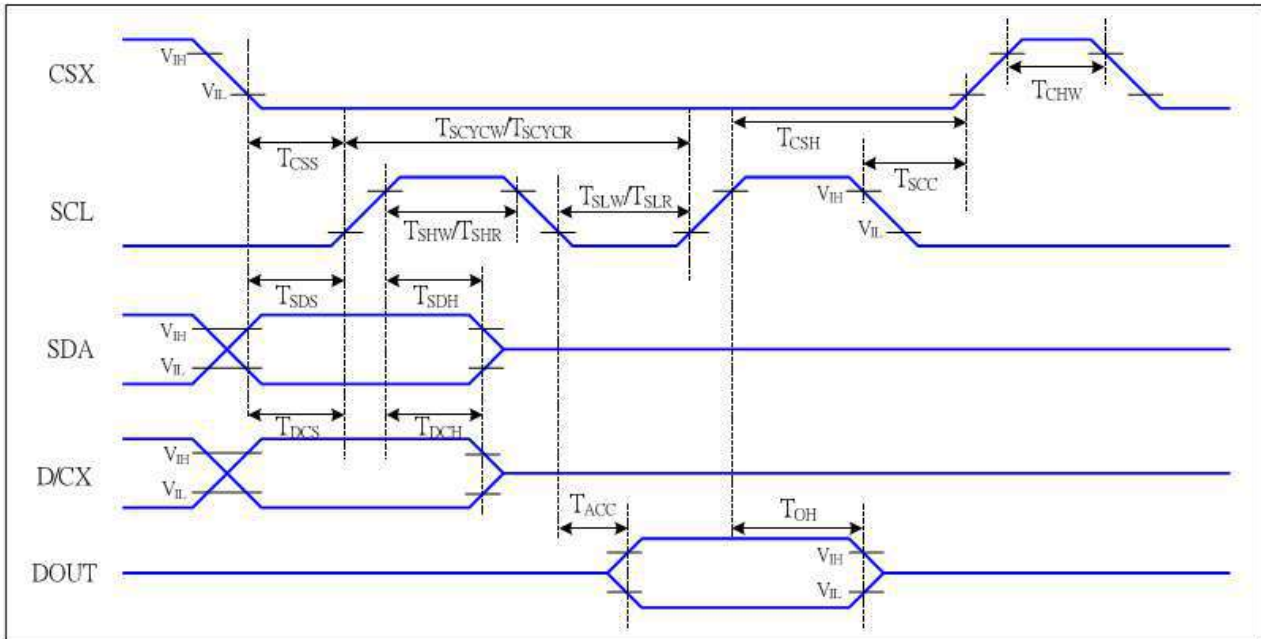 CSX
VIH
VIL
TCHW
TSCYCW/TSCYCR
TCSS
TCSH
TSCC
SCL
TSHW/TSHR
TSLW/TSLR
VIH
VIL
TSDS
TSDH
SDA
VIH
VIL
TDCS
TDCH
D/CX
VIH
VIL
TACC
TOH
DOUT
VIH
VIL